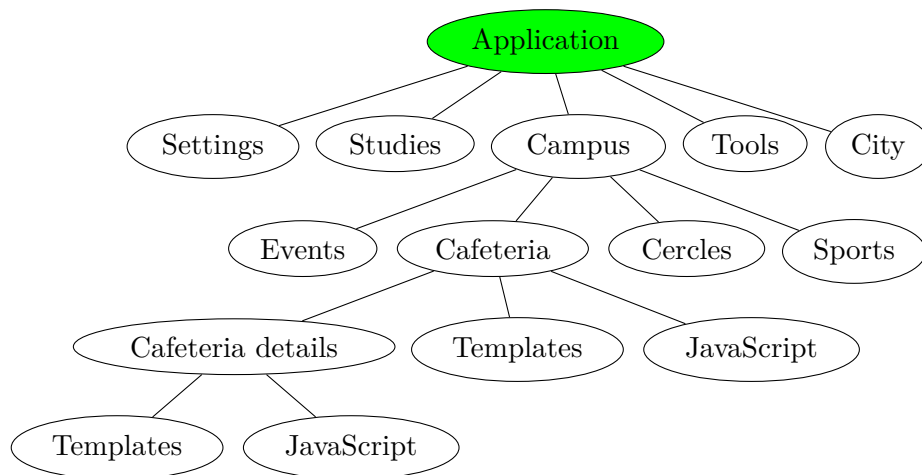 Application
Settings Studies Campus Tools City
Events Cafeteria Cercles Sports
Cafeteria details Templates JavaScript
Templates JavaScript